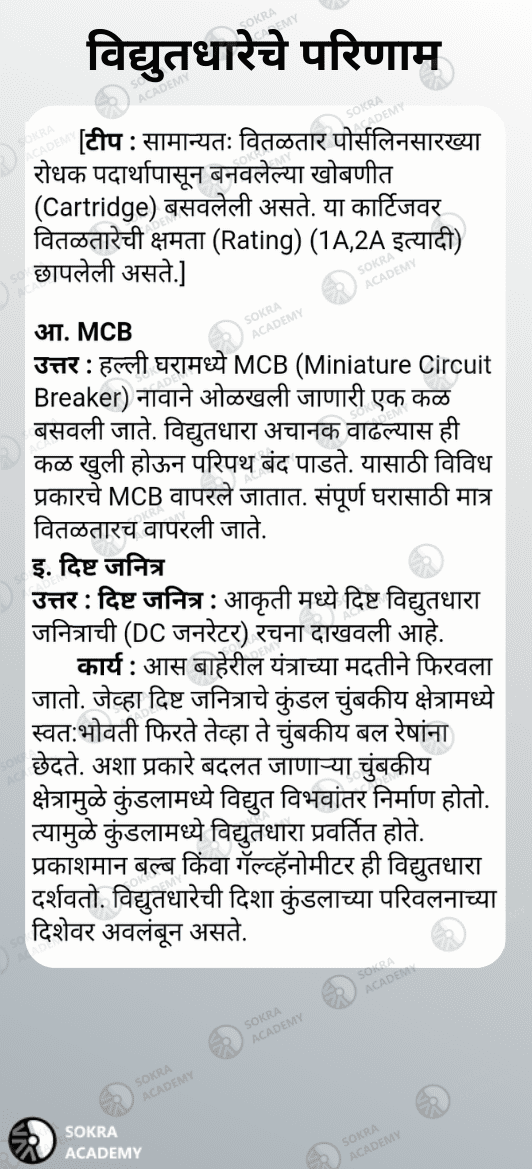 विद्युतधारेचे परिणाम
[टीप : सामान्यतः वितळतार पोर्सलिनसारख्या
रोधक पदार्थापासून बनवलेल्या खोबणीत
(Cartridge) बसवलेली असते. या कार्टिजवर
वितळतारेची क्षमता (Rating) (1A,2A इत्यादी)
छापलेली असते.]
आ. MCB
उत्तर : हल्ली घरामध्ये MCB (Miniature Circuit
Breaker) नावाने ओळखली जाणारी एक कळ
बसवली जाते. विद्युतधारा अचानक वाढल्यास ही
कळ खुली होऊन परिपथ बंद पाडते. यासाठी विविध
प्रकारचे MCB वापरले जातात. संपूर्ण घरासाठी मात्र
वितळतारच वापरली जाते.
इ. दिष्ट जनित्र
उत्तर : दिष्ट जनित्र : आकृती मध्ये दिष्ट विद्युतधारा
जनित्राची (DC जनरेटर) रचना दाखवली आहे.
कार्य : आस बाहेरील यंत्राच्या मदतीने फिरवला
जातो. जेव्हा दिष्ट जनित्राचे कुंडल चुंबकीय क्षेत्रामध्ये
स्वत:भोवती फिरते तेव्हा ते चुंबकीय बल रेषांना
छेदते. अशा प्रकारे बदलत जाणाऱ्या चुंबकीय
क्षेत्रामुळे कुंडलामध्ये विद्युत विभवांतर निर्माण होतो.
त्यामुळे कुंडलामध्ये विद्युतधारा प्रवर्तित होते.
प्रकाशमान बल्ब किंवा गॅल्व्हॅनोमीटर ही विद्युतधारा
दर्शवतो. विद्युतधारेची दिशा कुंडलाच्या परिवलनाच्या
दिशेवर अवलंबून असते.
SOKRA
ACADEMY